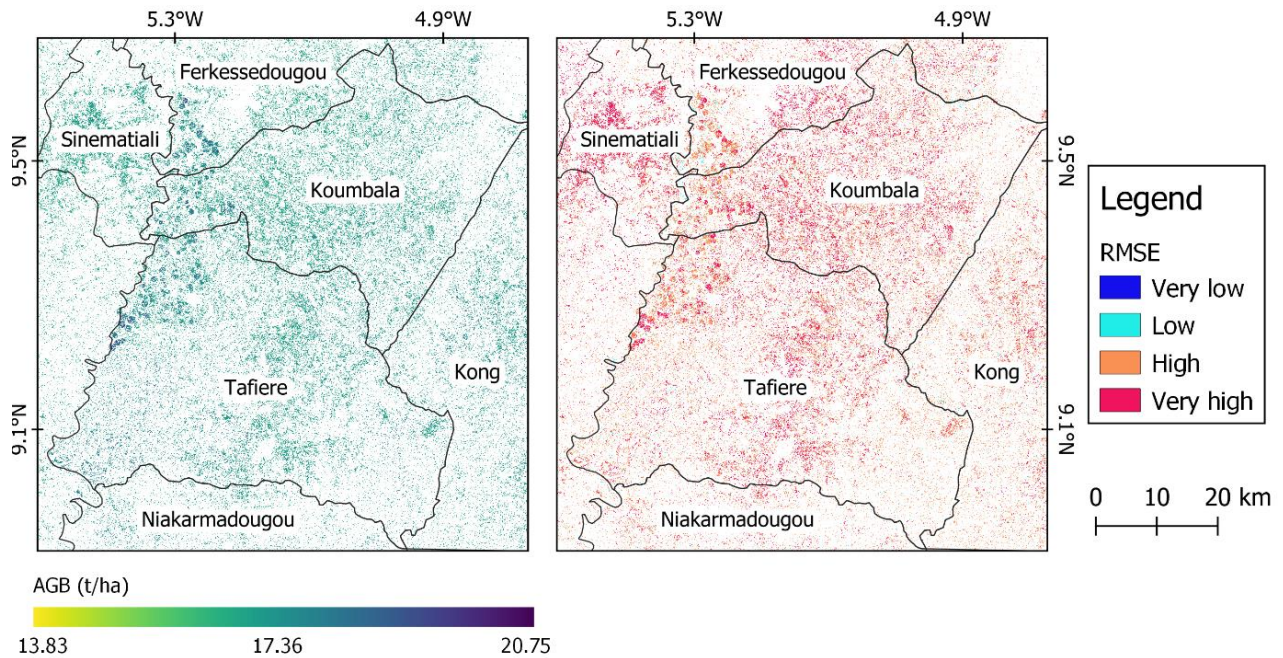 5.3°W 4.9°W 5.3°W 4.9°W
Ferkessedougou
Sinematiali
9.5°N
Koumbala
Tafiere
Kong
9.1°N
Niakarmadougou
Ferkessedougou
Sinematiali
9.5°N
Koumbala
Tafiere
Kong
9.1°N
Niakarmadougou
Legend
RMSE
Very low
Low
High
Very high
0 10 20 km
AGB (t/ha)
13.83 17.36 20.75